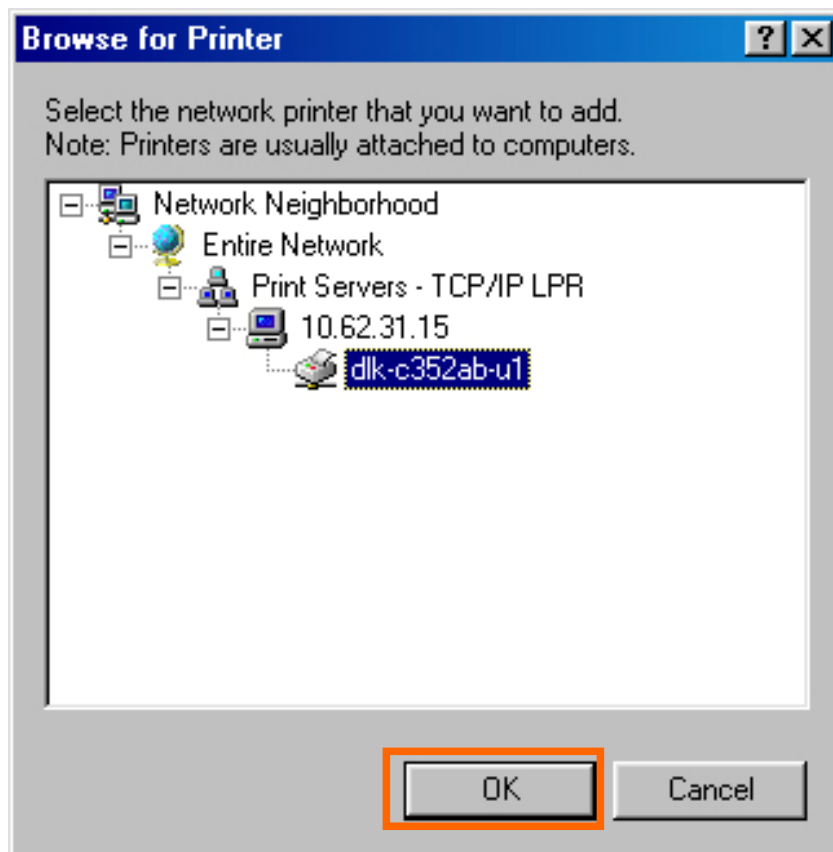 Browse for Printer
Select the network printer that you want to add.
Note: Printers are usually attached to computers.
Network Neighborhood
Entire Network
Print Servers - TCP/IP LPR
10.62.31.15
dlk-c352ab-u1
OK
Cancel